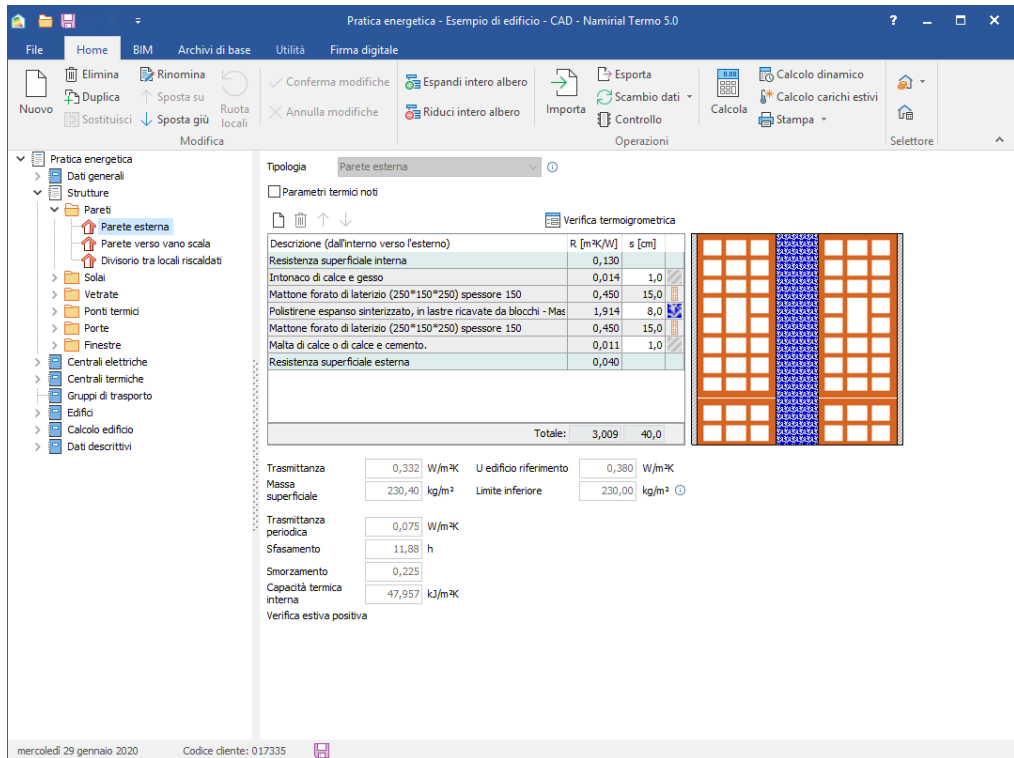 Pratica energetica - Esempio di edificio - CAD - Namirial Termo 5.0
File Home BIM Archivi di base Utilità Firma digitale
Nuovo
Elimina
Duplica
Sostituisci
Rinomina
Sposta su
Sposta giù
Ruota locali
Modifica
Conferma modifiche
Annulla modifiche
Espandi intero albero
Riduci intero albero
Importa
Esporta
Scambio dati
Controllo
Operazioni
0.00
Calcola
Calcolo dinamico
Calcolo carichi estivi
Stampa
Selettore
Pratica energetica
Dati generali
Strutture
Pareti
Parete esterna
Parete verso vano scala
Divisorio tra locali riscaldati
Solai
Vetrate
Ponti termici
Porte
Finestre
Centrali elettriche
Centrali termiche
Gruppi di trasporto
Edifici
Calcolo edificio
Dati descrittivi
Tipologia Parete esterna
Parametri termici noti
Verifica termoigrometrica
Descrizione (dall'interno verso l'esterno) R [m²K/W] s [cm]
Resistenza superficiale interna 0,130
Intonaco di calce e gesso 0,014 1,0
Mattone forato di laterizio (250*150*250) spessore 150 0,450 15,0
Polistirene espanso sinterizzato, in lastre ricavate da blocchi - Mas 1,914 8,0
Mattone forato di laterizio (250*150*250) spessore 150 0,450 15,0
Malta di calce o di calce e cemento. 0,011 1,0
Resistenza superficiale esterna 0,040
Totale: 3,009 40,0
Trasmittanza 0,332 W/m²K U edificio riferimento 0,380 W/m²K
Massa superficiale 230,40 kg/m² Limite inferiore 230,00 kg/m²
Trasmittanza periodica 0,075 W/m²K
Sfasamento 11,88 h
Smorzamento 0,225
Capacità termica interna 47,957 kJ/m²K
Verifica estiva positiva
mercoledì 29 gennaio 2020 Codice cliente: 017335